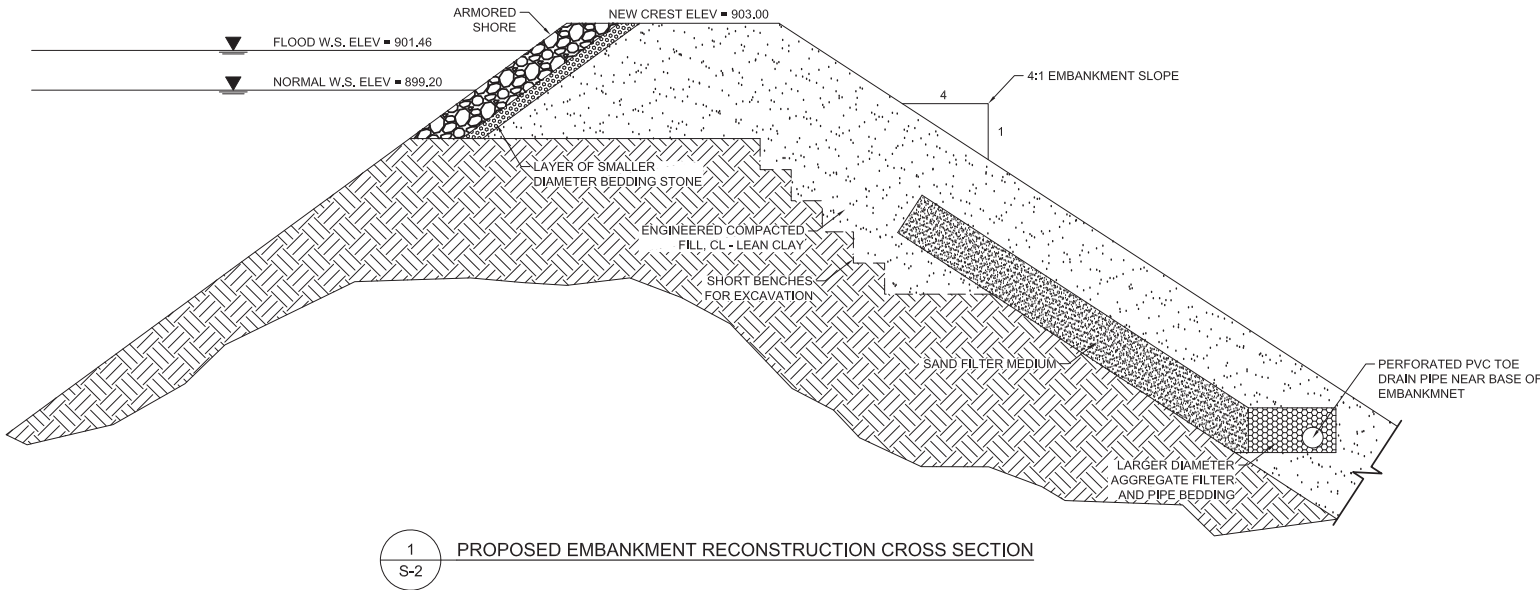 ARMORED
SHORE
NEW CREST ELEV = 903.00
FLOOD W.S. ELEV = 901.46
NORMAL W.S. ELEV = 899.20
4:1 EMBANKMENT SLOPE
4
1
LAYER OF SMALLER
DIAMETER BEDDING STONE
ENGINEERED COMPACTED
FILL, CL - LEAN CLAY
SHORT BENCHES
FOR EXCAVATION
SAND FILTER MEDIUM
PERFORATED PVC TOE
DRAIN PIPE NEAR BASE OF
EMBANKMNET
LARGER DIAMETER
AGGREGATE FILTER
AND PIPE BEDDING
1
S-2
PROPOSED EMBANKMENT RECONSTRUCTION CROSS SECTION